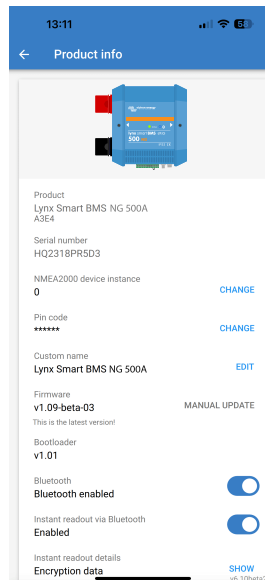 13:11
Product info
500
Product
Lynx Smart BMS NG 500A
A3E4
Serial number
HQ2318PR5D3
NMEA2000 device instance
0
CHANGE
Pin code
******
CHANGE
Custom name
Lynx Smart BMS NG 500A
EDIT
Firmware
v1.09-beta-03
MANUAL UPDATE
This is the latest version!
Bootloader
v1.01
Bluetooth
Bluetooth enabled
Instant readout via Bluetooth
Enabled
Instant readout details
Encryption data
SHOW